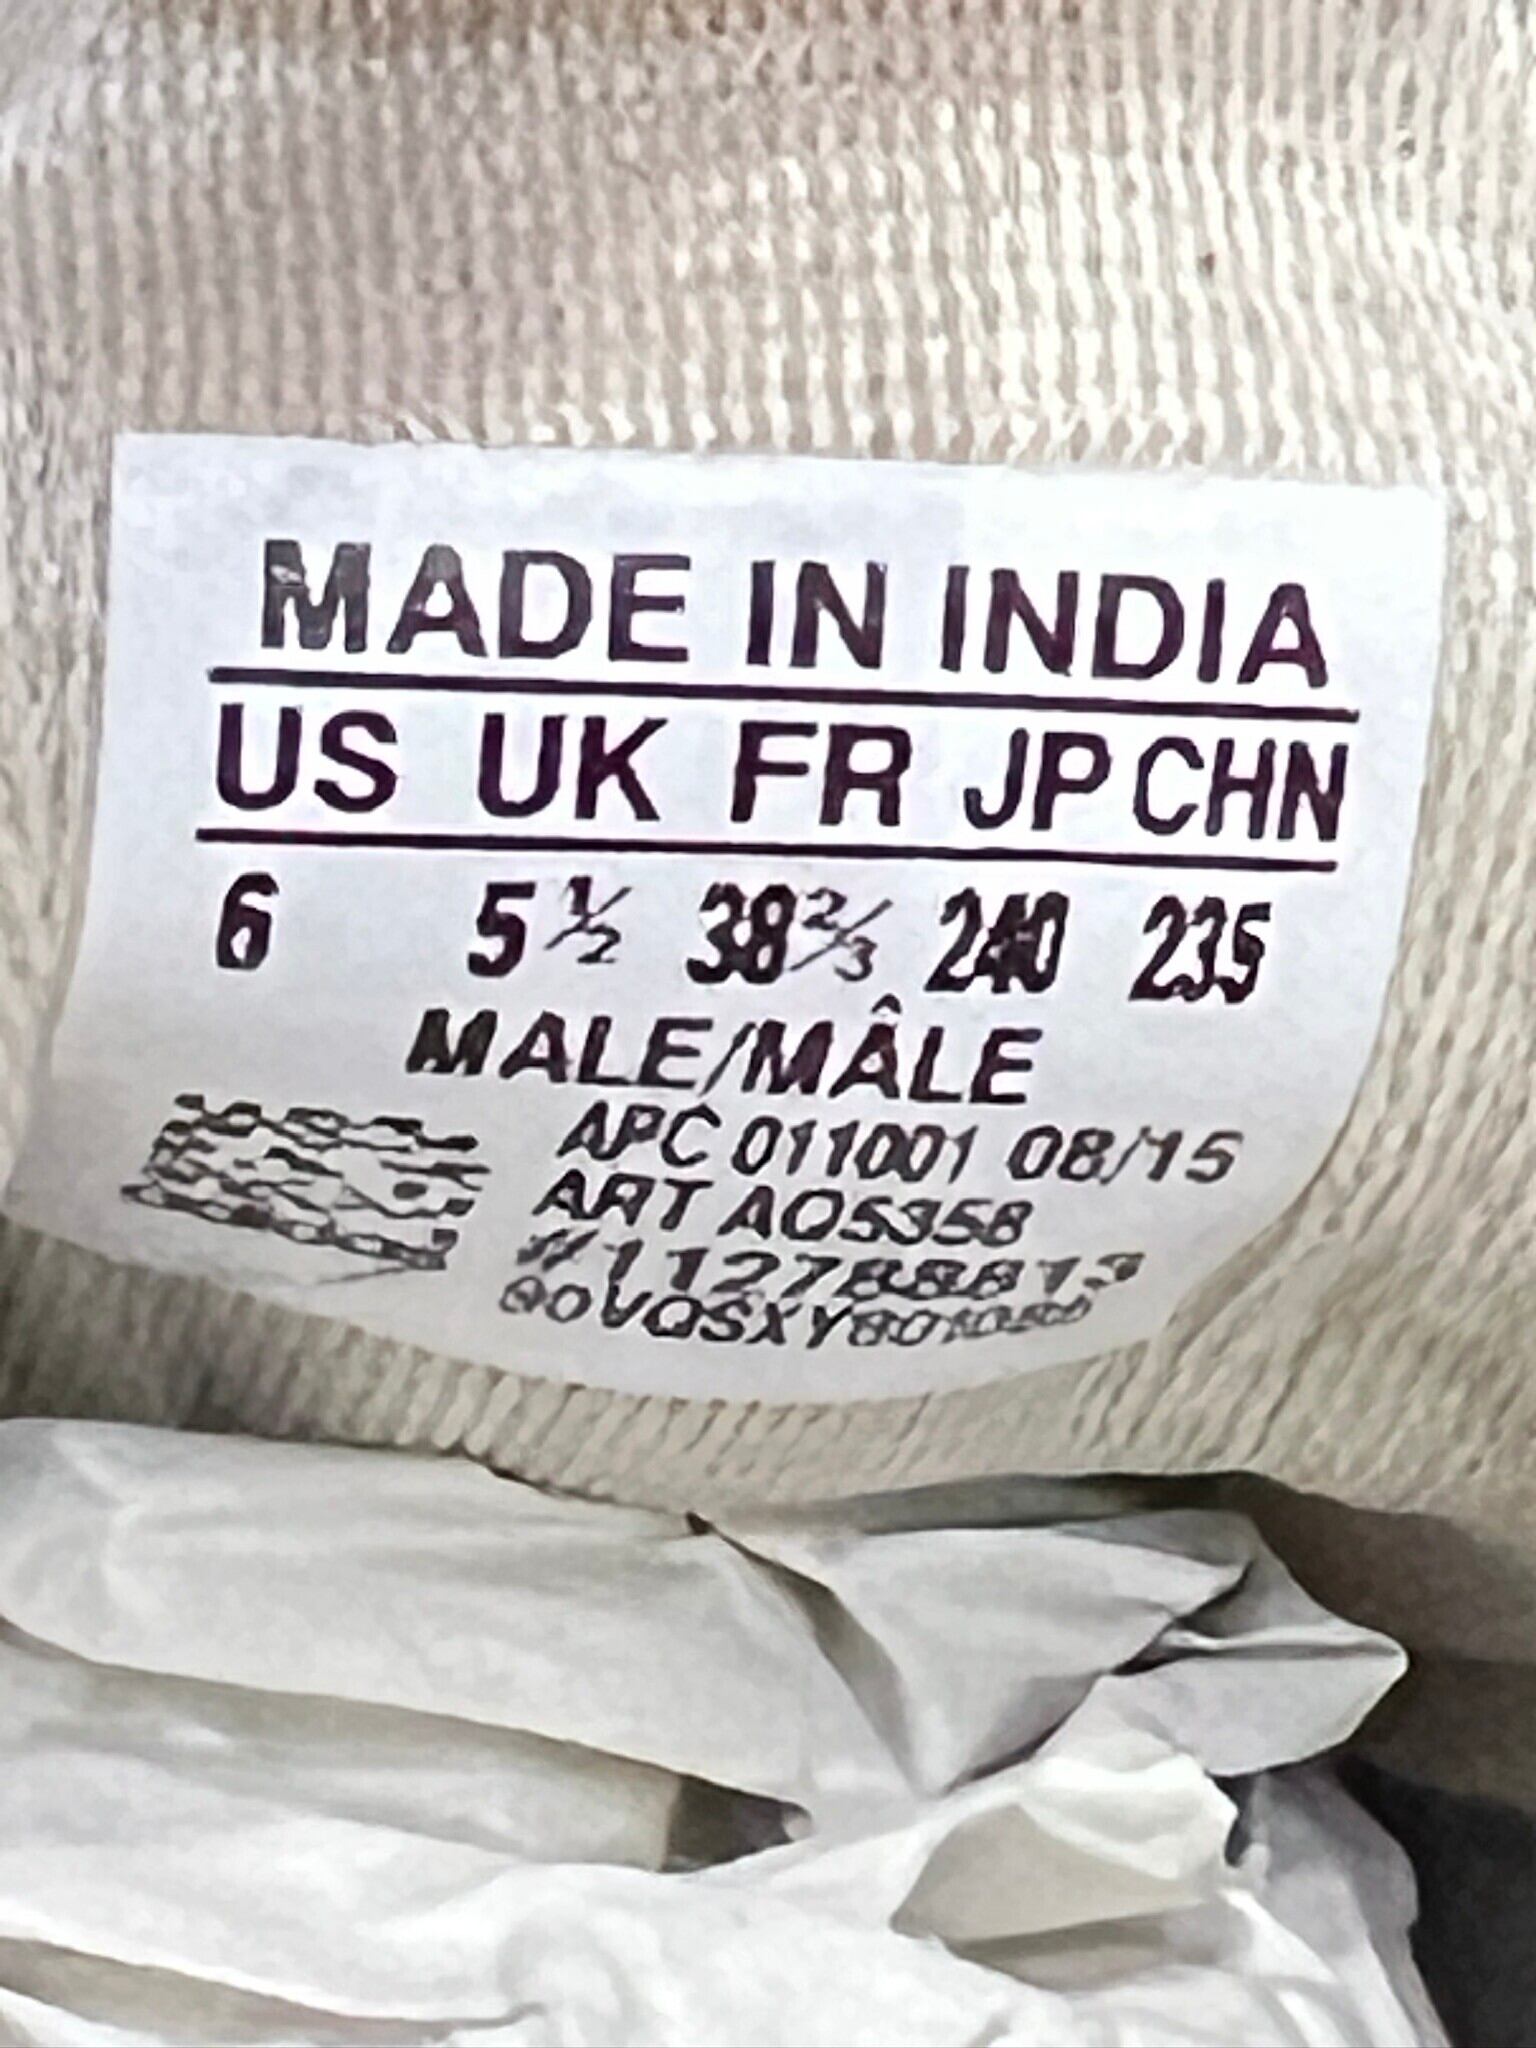 MADE IN INDIA
US UK FR JP CHN
6 5½ 38⅔ 240 235
MALE/MÂLE
APC 011001 08/15
ART AQ5358